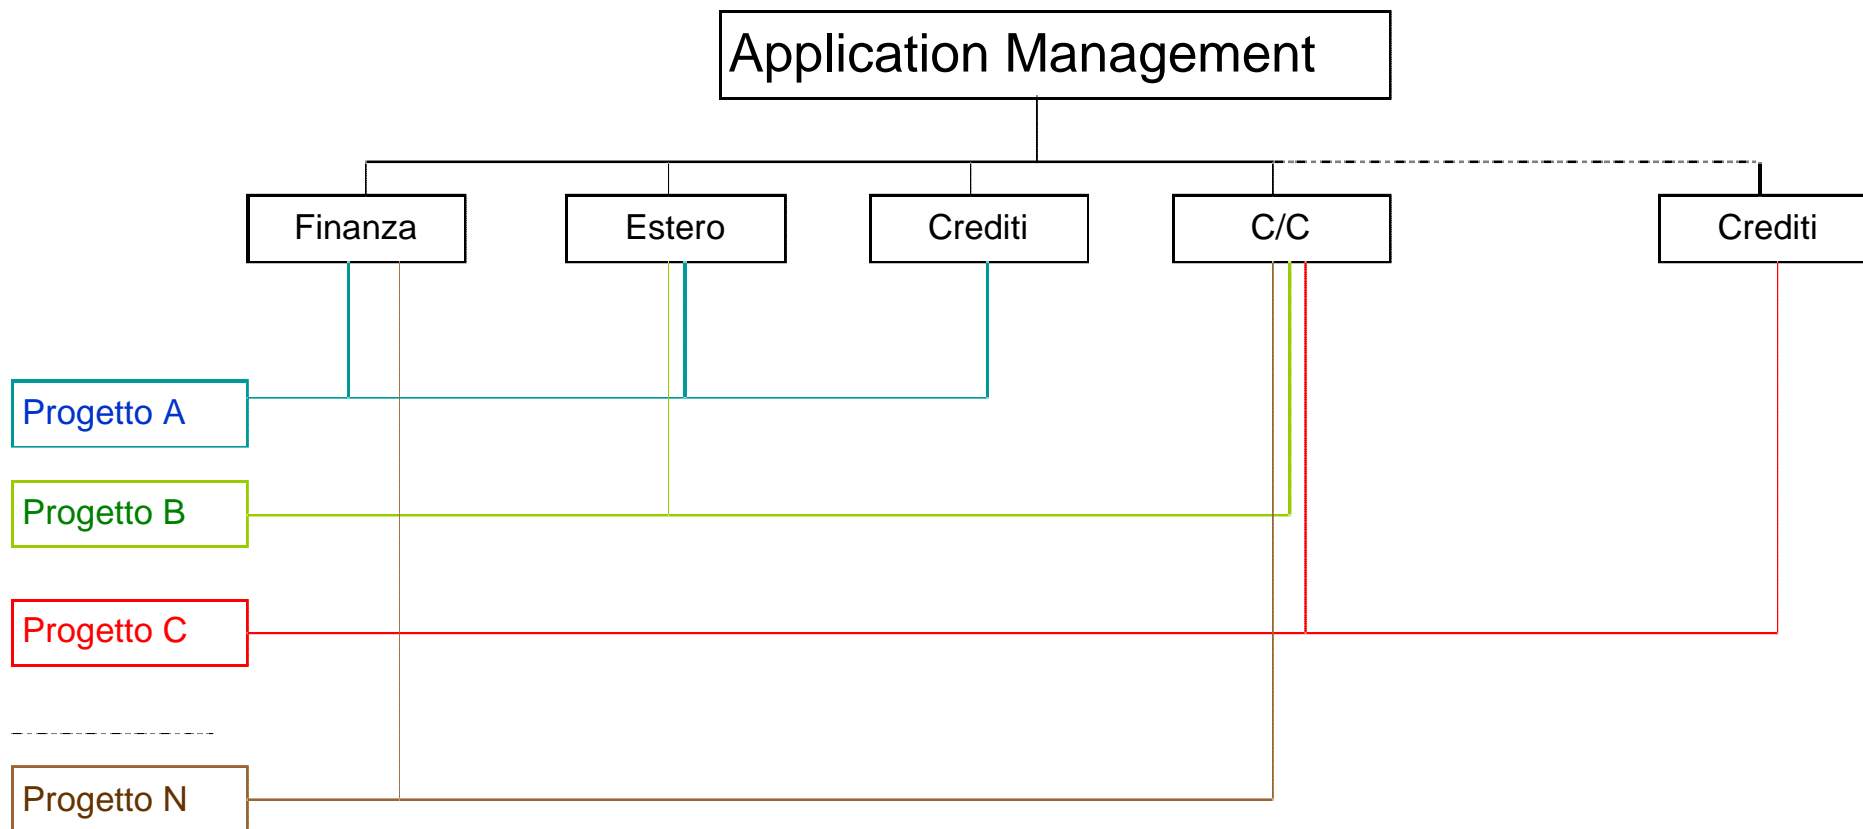 Application Management
Finanza
Estero
Crediti
C/C
Crediti
Progetto A
Progetto B
Progetto C
Progetto N